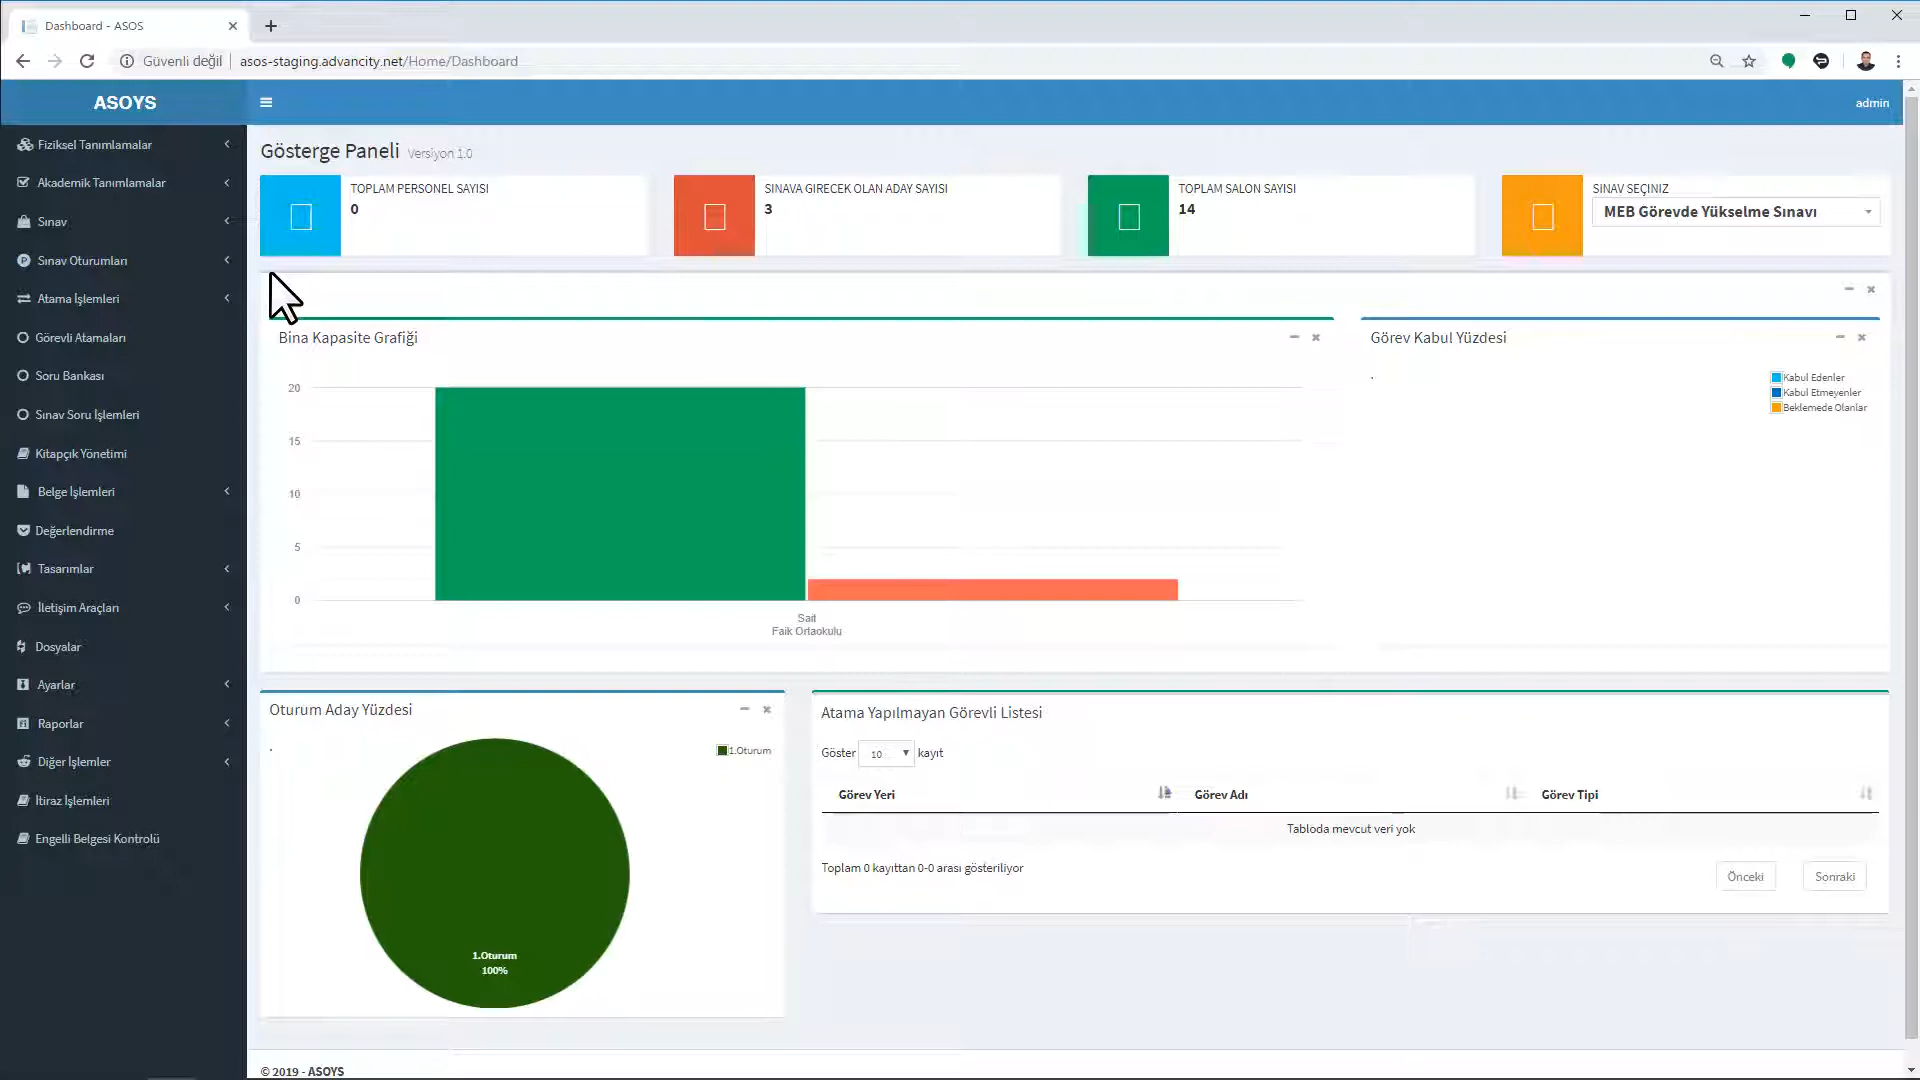 Dashboard - ASOS
Güvenli değil
asos-staging.advancity.net/Home/Dashboard
ASOYS
admin
Fiziksel Tanımlamalar
Akademik Tanımlamalar
Sınav
Sınav Oturumları
Atama İşlemleri
Görevli Atamaları
Soru Bankası
Sınav Soru İşlemleri
Kitapçık Yönetimi
Belge İşlemleri
Değerlendirme
Tasarımlar
İletişim Araçları
Dosyalar
Ayarlar
Raporlar
Diğer İşlemler
İtiraz İşlemleri
Engelli Belgesi Kontrolü
Gösterge Paneli Versiyon 1.0
TOPLAM PERSONEL SAYISI
0
SINAVA GIRECEK OLAN ADAY SAYISI
3
TOPLAM SALON SAYISI
14
SINAV SEÇINIZ
MEB Görevde Yükselme Sınavı
Bina Kapasite Grafiği
20
15
10
5
0
Sait
Faik Ortaokulu
Görev Kabul Yüzdesi
.
Kabul Edenler
Kabul Etmeyenler
Beklemede Olanlar
Oturum Aday Yüzdesi
.
1.Oturum
1.Oturum
100%
Atama Yapılmayan Görevli Listesi
Göster 10 kayıt
Görev Yeri Görev Adı Görev Tipi
Tabloda mevcut veri yok
Toplam 0 kayıttan 0-0 arası gösteriliyor
Önceki Sonraki
© 2019 - ASOYS